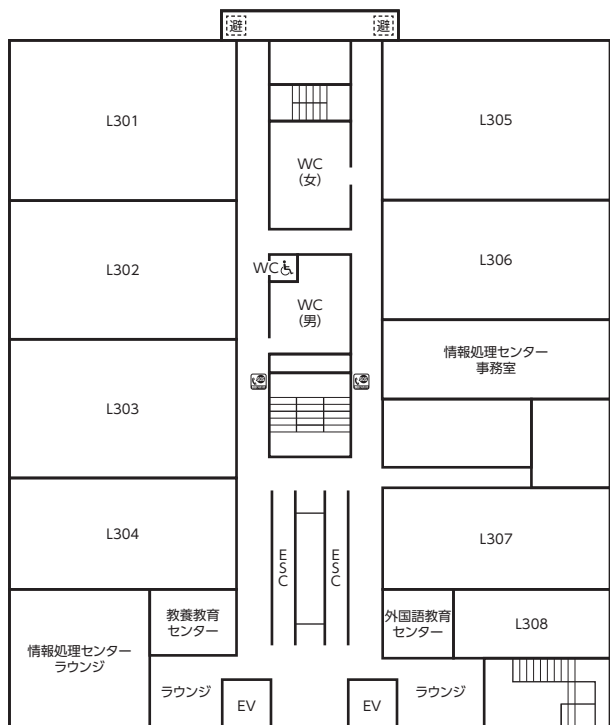 避
避
L301
L305
WC
(女)
L302
WC
L306
WC
(男)
情報処理センター
事務室
L303
L304
ESC
ESC
L307
教養教育
センター
外国語教育
センター
L308
情報処理センター
ラウンジ
ラウンジ
EV
EV
ラウンジ